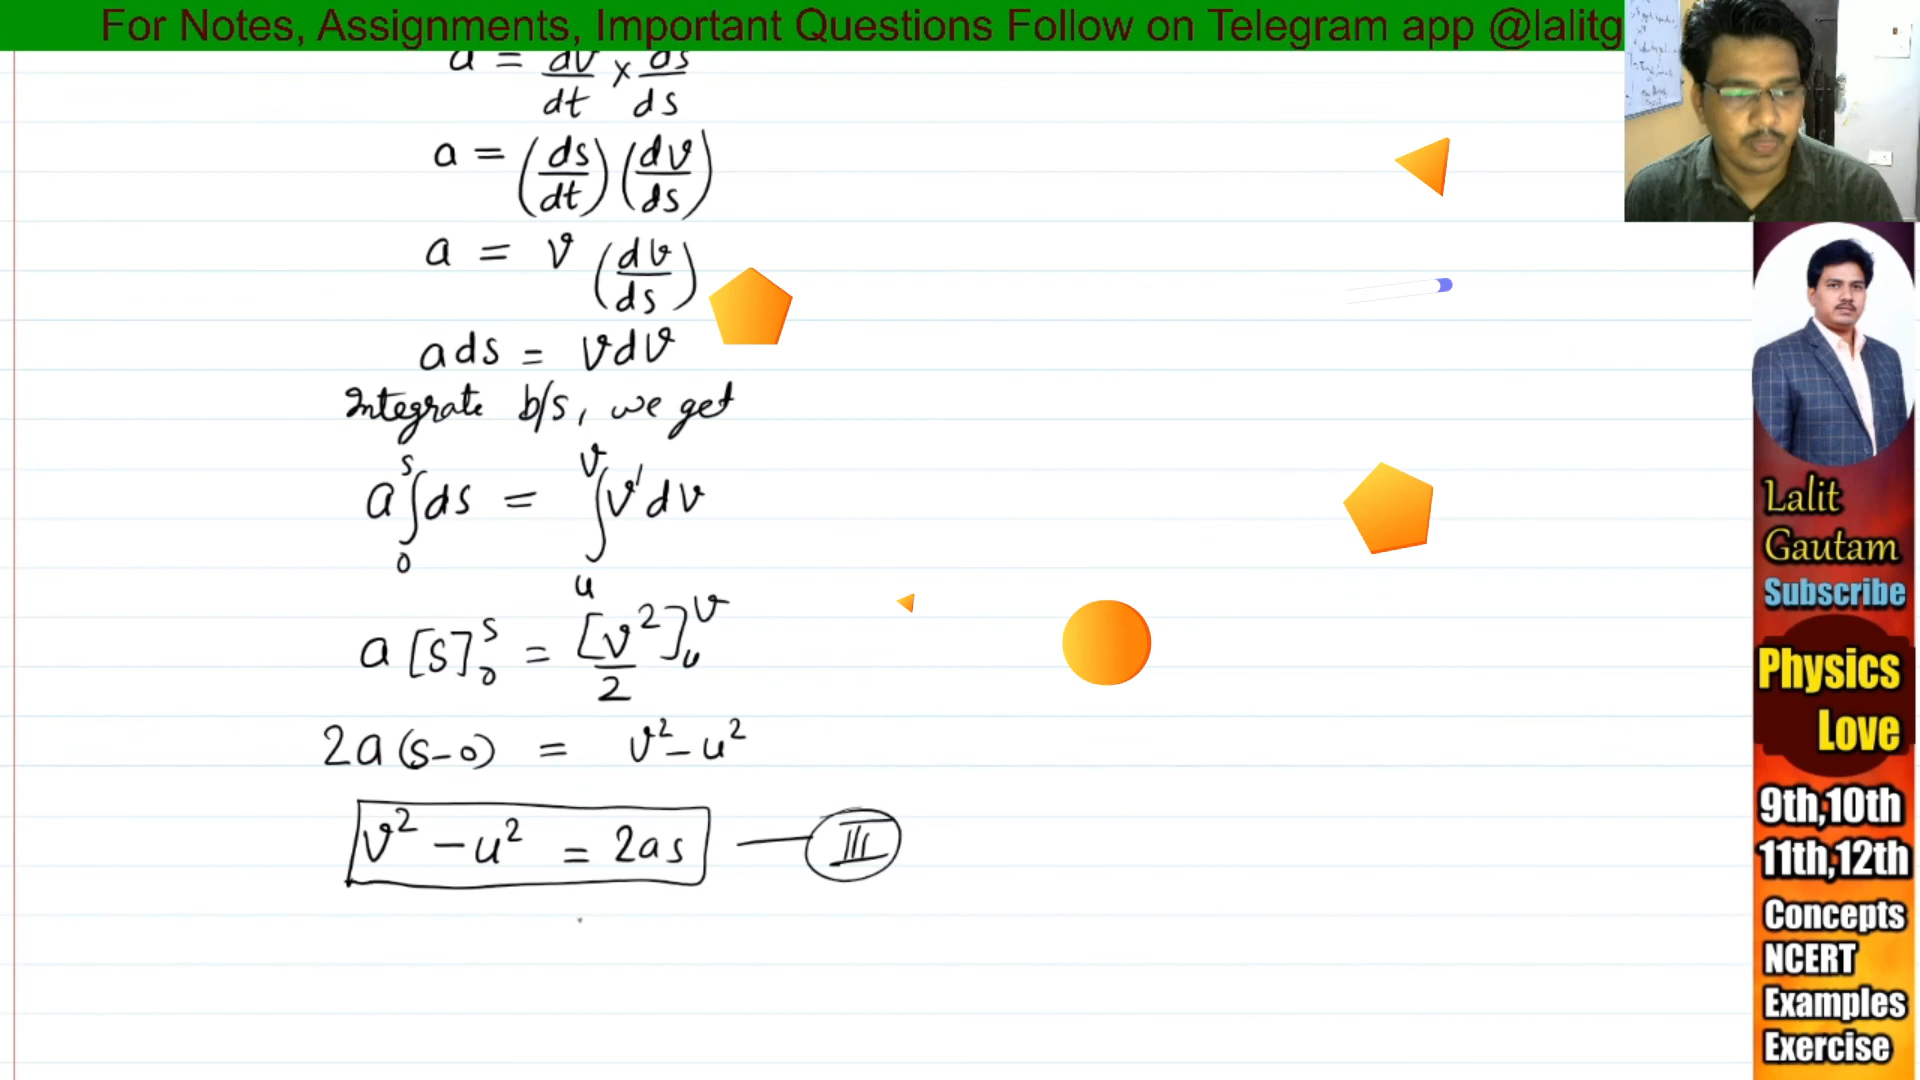 For Notes, Assignments, Important Questions Follow on Telegram app @lalitg
a = dv/dt × ds/ds
a = (ds/dt) (dv/ds)
a = v (dv/ds)
ads = vdv
Integrate b/s, we get
a∫₀ˢ ds = ∫ᵤᵛ v¹dv
a[s]₀ˢ = [v²/2]ᵤᵛ
2a(s-0) = v² - u²
v² - u² = 2as — III
Lalit
Gautam
Subscribe
Physics
Love
9th,10th
11th,12th
Concepts
NCERT
Examples
Exercise